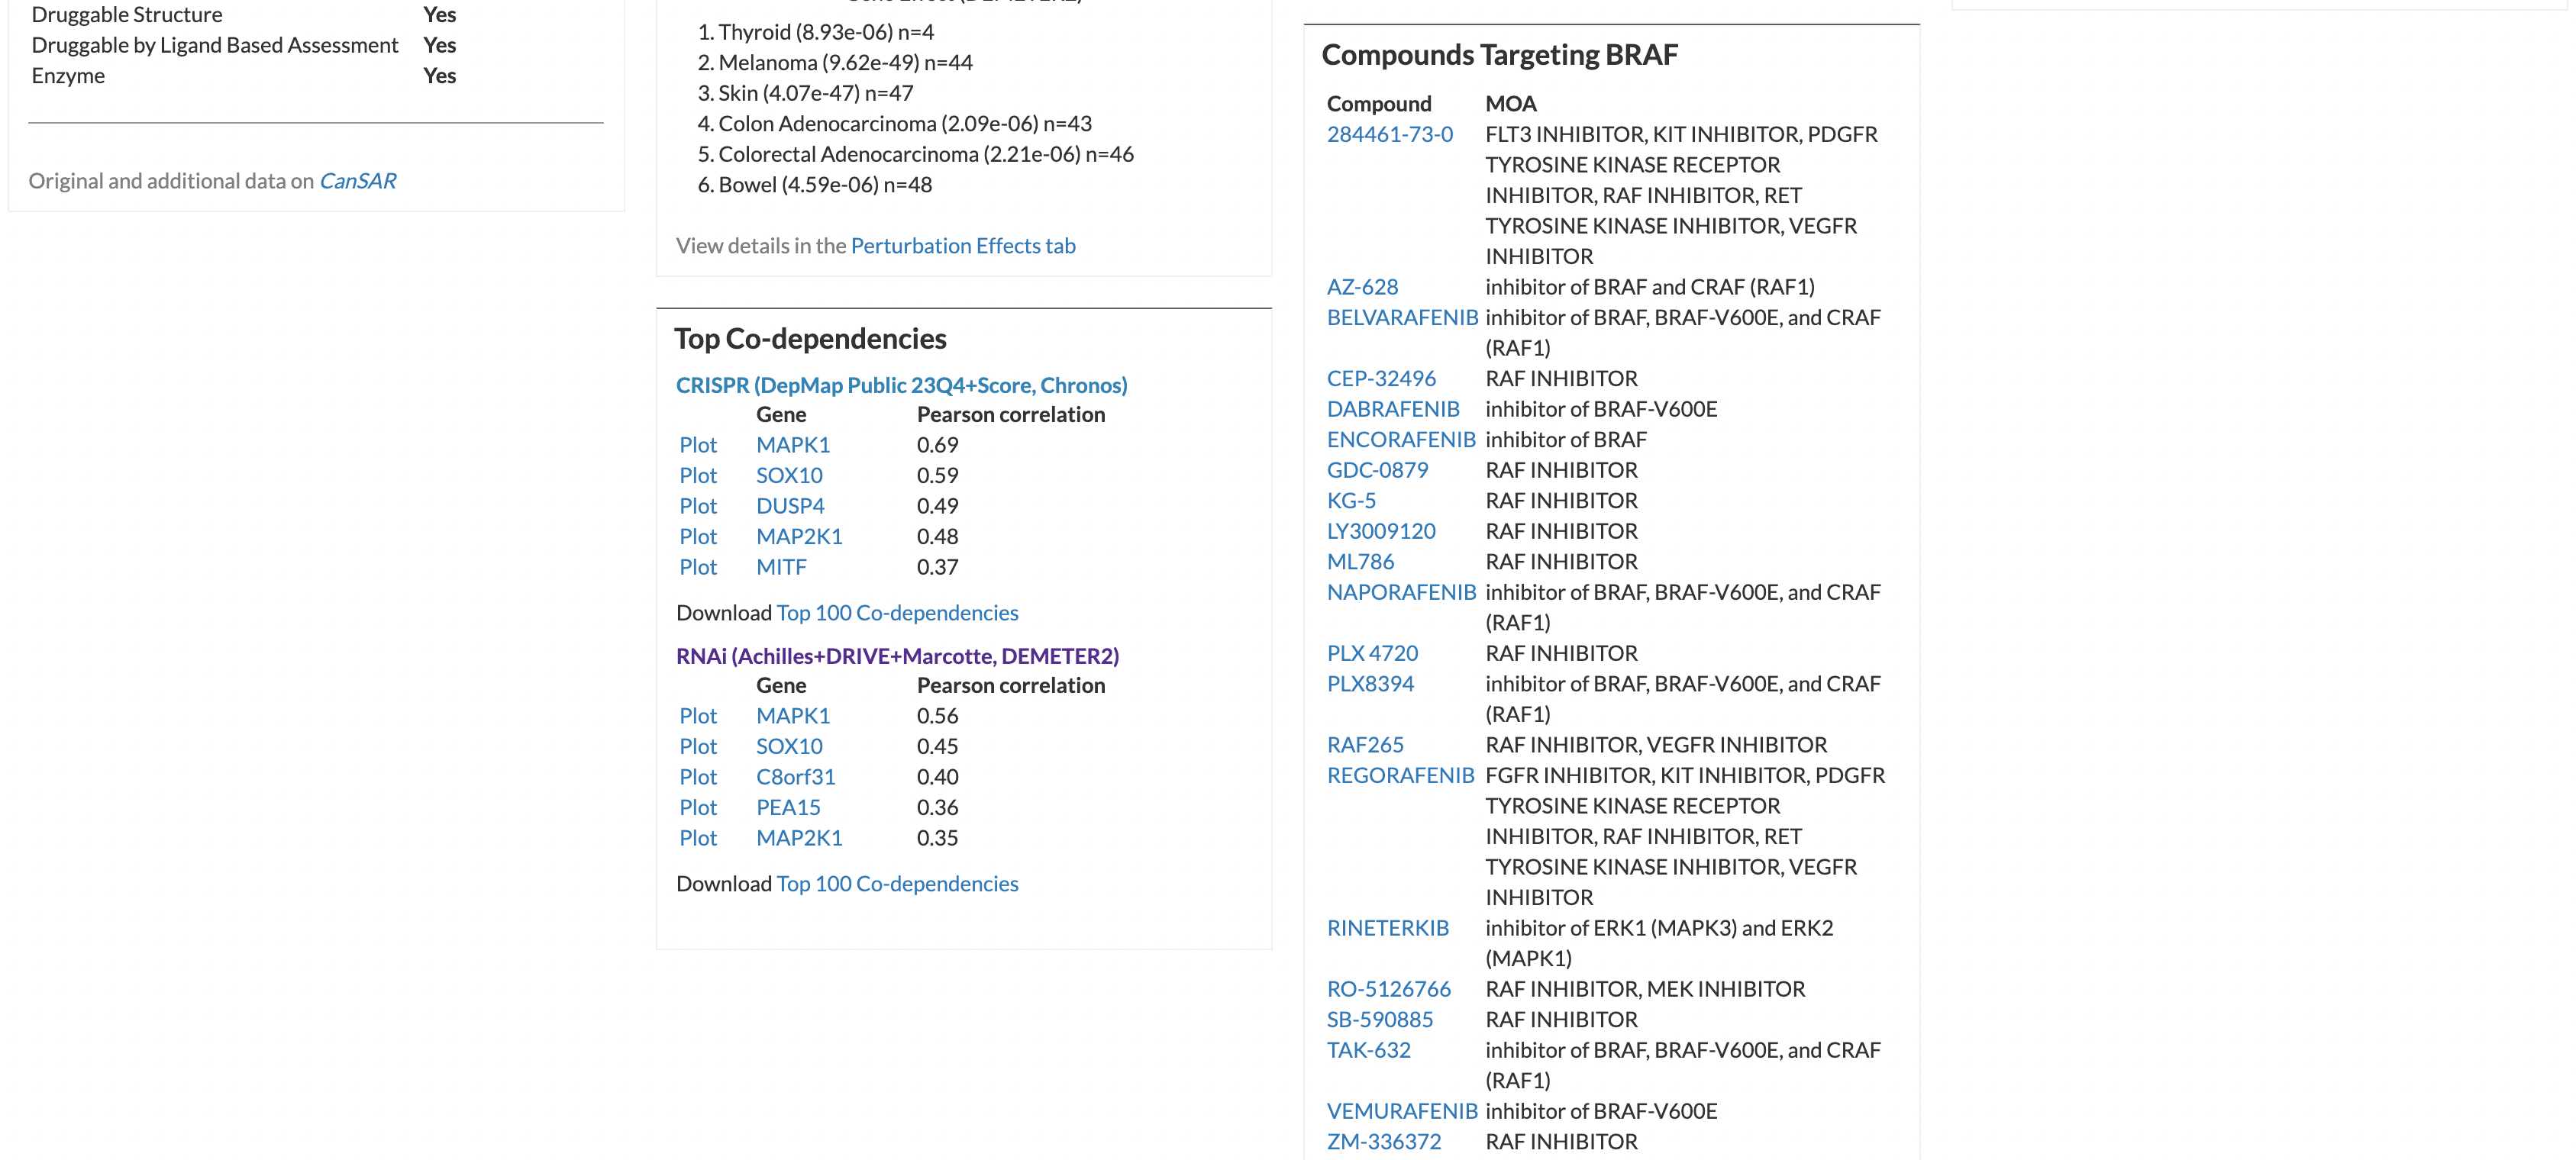 Druggable Structure Yes
Druggable by Ligand Based Assessment Yes
Enzyme Yes
Original and additional data on CanSAR
1. Thyroid (8.93e-06) n=4
2. Melanoma (9.62e-49) n=44
3. Skin (4.07e-47) n=47
4. Colon Adenocarcinoma (2.09e-06) n=43
5. Colorectal Adenocarcinoma (2.21e-06) n=46
6. Bowel (4.59e-06) n=48
View details in the Perturbation Effects tab
Top Co-dependencies
CRISPR (DepMap Public 23Q4+Score, Chronos)
Gene Pearson correlation
Plot MAPK1 0.69
Plot SOX10 0.59
Plot DUSP4 0.49
Plot MAP2K1 0.48
Plot MITF 0.37
Download Top 100 Co-dependencies
RNAi (Achilles+DRIVE+Marcotte, DEMETER2)
Gene Pearson correlation
Plot MAPK1 0.56
Plot SOX10 0.45
Plot C8orf31 0.40
Plot PEA15 0.36
Plot MAP2K1 0.35
Download Top 100 Co-dependencies
Compounds Targeting BRAF
Compound MOA
284461-73-0 FLT3 INHIBITOR, KIT INHIBITOR, PDGFR
TYROSINE KINASE RECEPTOR
INHIBITOR, RAF INHIBITOR, RET
TYROSINE KINASE INHIBITOR, VEGFR
INHIBITOR
AZ-628 inhibitor of BRAF and CRAF (RAF1)
BELVARAFENIB inhibitor of BRAF, BRAF-V600E, and CRAF
(RAF1)
CEP-32496 RAF INHIBITOR
DABRAFENIB inhibitor of BRAF-V600E
ENCORAFENIB inhibitor of BRAF
GDC-0879 RAF INHIBITOR
KG-5 RAF INHIBITOR
LY3009120 RAF INHIBITOR
ML786 RAF INHIBITOR
NAPORAFENIB inhibitor of BRAF, BRAF-V600E, and CRAF
(RAF1)
PLX 4720 RAF INHIBITOR
PLX8394 inhibitor of BRAF, BRAF-V600E, and CRAF
(RAF1)
RAF265 RAF INHIBITOR, VEGFR INHIBITOR
REGORAFENIB FGFR INHIBITOR, KIT INHIBITOR, PDGFR
TYROSINE KINASE RECEPTOR
INHIBITOR, RAF INHIBITOR, RET
TYROSINE KINASE INHIBITOR, VEGFR
INHIBITOR
RINETERKIB inhibitor of ERK1 (MAPK3) and ERK2
(MAPK1)
RO-5126766 RAF INHIBITOR, MEK INHIBITOR
SB-590885 RAF INHIBITOR
TAK-632 inhibitor of BRAF, BRAF-V600E, and CRAF
(RAF1)
VEMURAFENIB inhibitor of BRAF-V600E
ZM-336372 RAF INHIBITOR